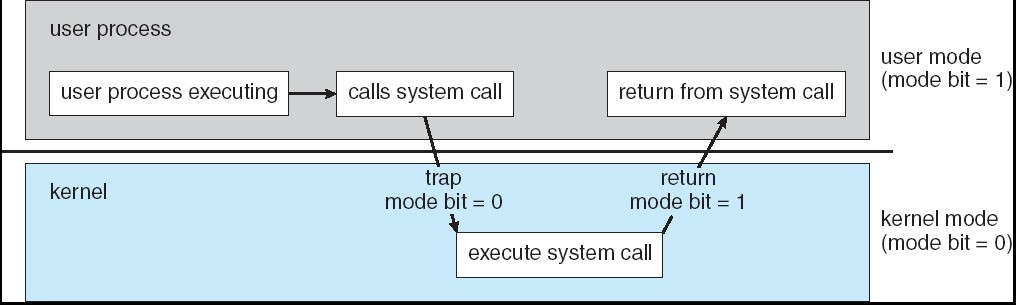 user process
user process executing
calls system call
return from system call
user mode
(mode bit = 1)
trap
mode bit = 0
return
mode bit = 1
kernel
execute system call
kernel mode
(mode bit = 0)